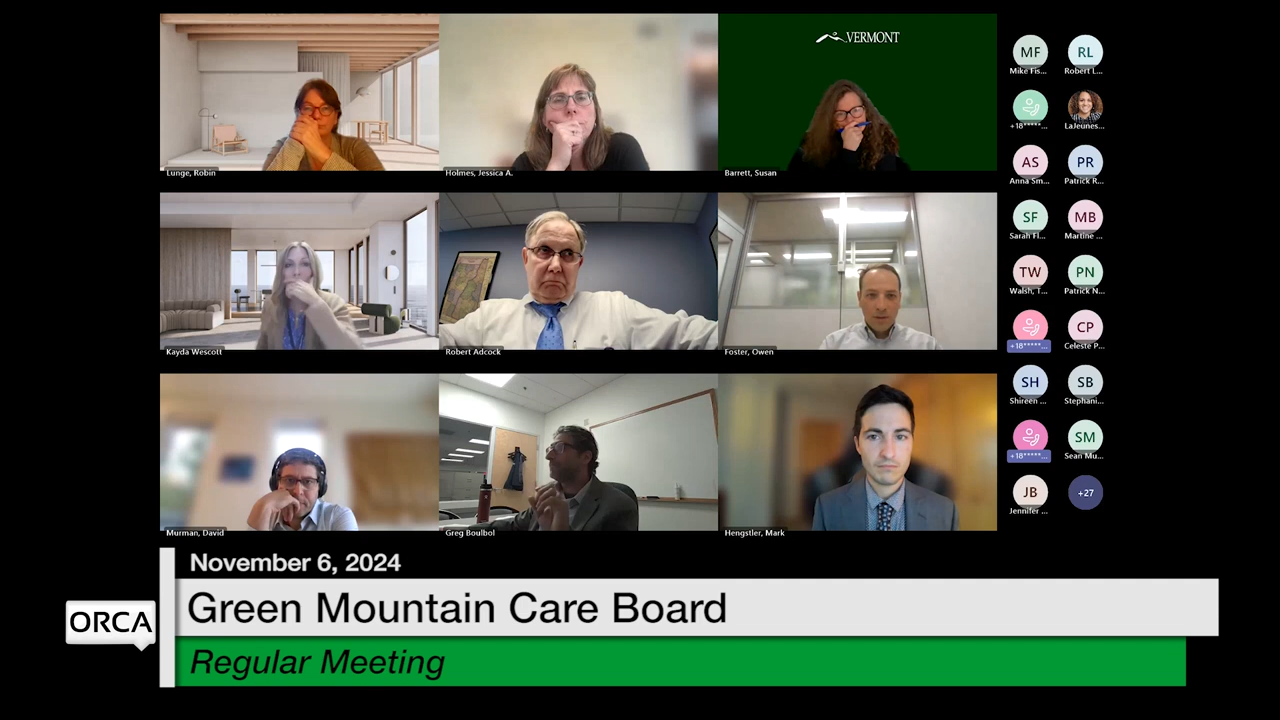 VERMONT
Lunge, Robin
Holmes, Jessica A.
Barrett, Susan
Kayda Wescott
Robert Adcock
Foster, Owen
Murman, David
Greg Boulbol
Hengstler, Mark
MF RL
Mike Fis... Robert L...
+18*****... LaJeunes...
AS PR
Anna Sm... Patrick R...
SF MB
Sarah Fl... Martine ...
TW PN
Walsh, T... Patrick N...
CP
+18*****... Celeste P...
SH SB
Shireen ... Stephani...
SM
+18*****... Sean Mu...
JB +27
Jennifer ...
November 6, 2024
ORCA
Green Mountain Care Board
Regular Meeting